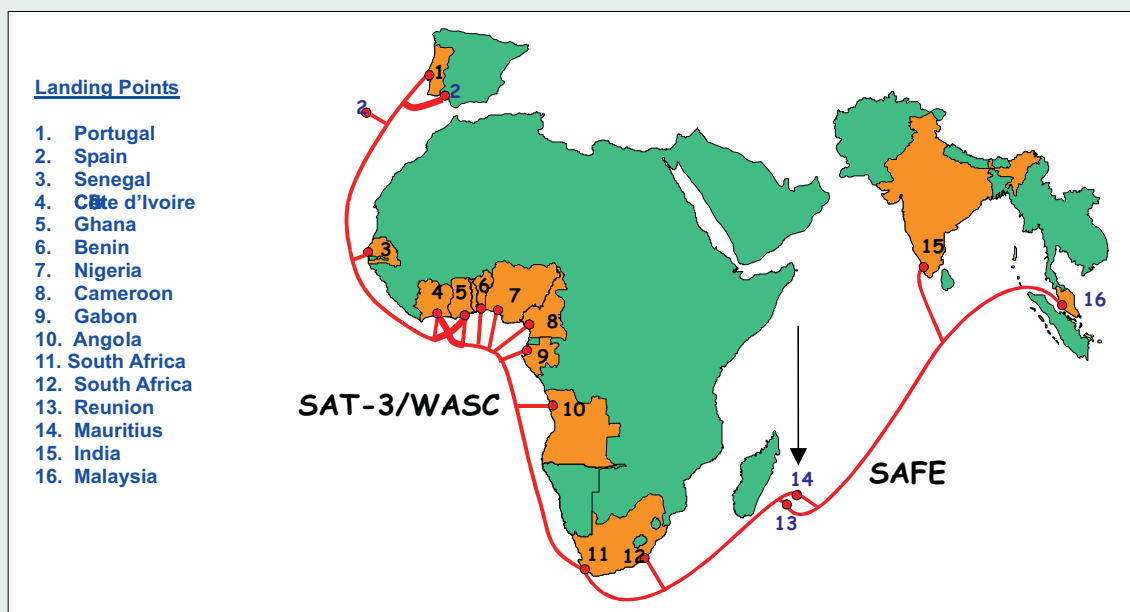 Landing Points
1. Portugal
2. Spain
3. Senegal
4. Côte d’Ivoire
5. Ghana
6. Benin
7. Nigeria
8. Cameroon
9. Gabon
10. Angola
11. South Africa
12. South Africa
13. Reunion
14. Mauritius
15. India
16. Malaysia
1
2
2
3
4
5
6
7
8
9
10
11
12
13
14
15
16
SAT-3/WASC
SAFE